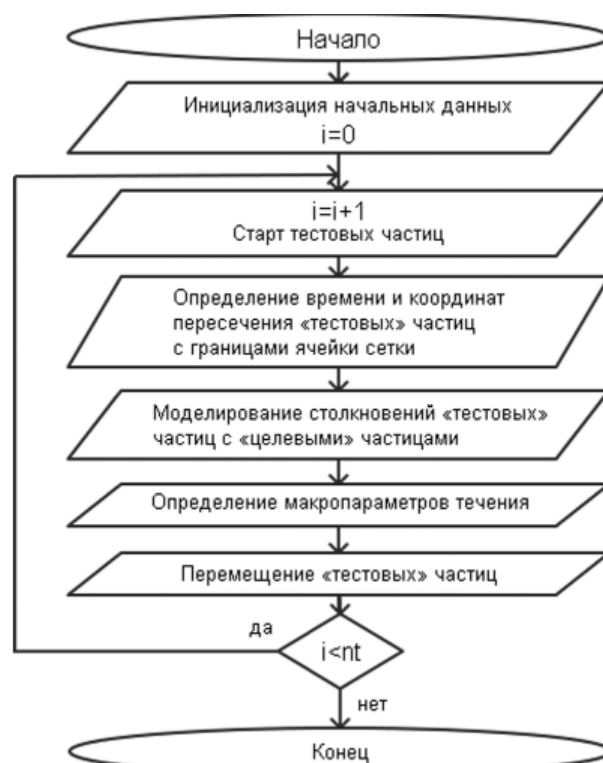 Начало
Инициализация начальных данных
i=0
i=i+1
Старт тестовых частиц
Определение времени и координат
пересечения «тестовых» частиц
с границами ячейки сетки
Моделирование столкновений «тестовых»
частиц с «целевыми» частицами
Определение макропараметров течения
Перемещение «тестовых» частиц
да
i<nt
нет
Конец